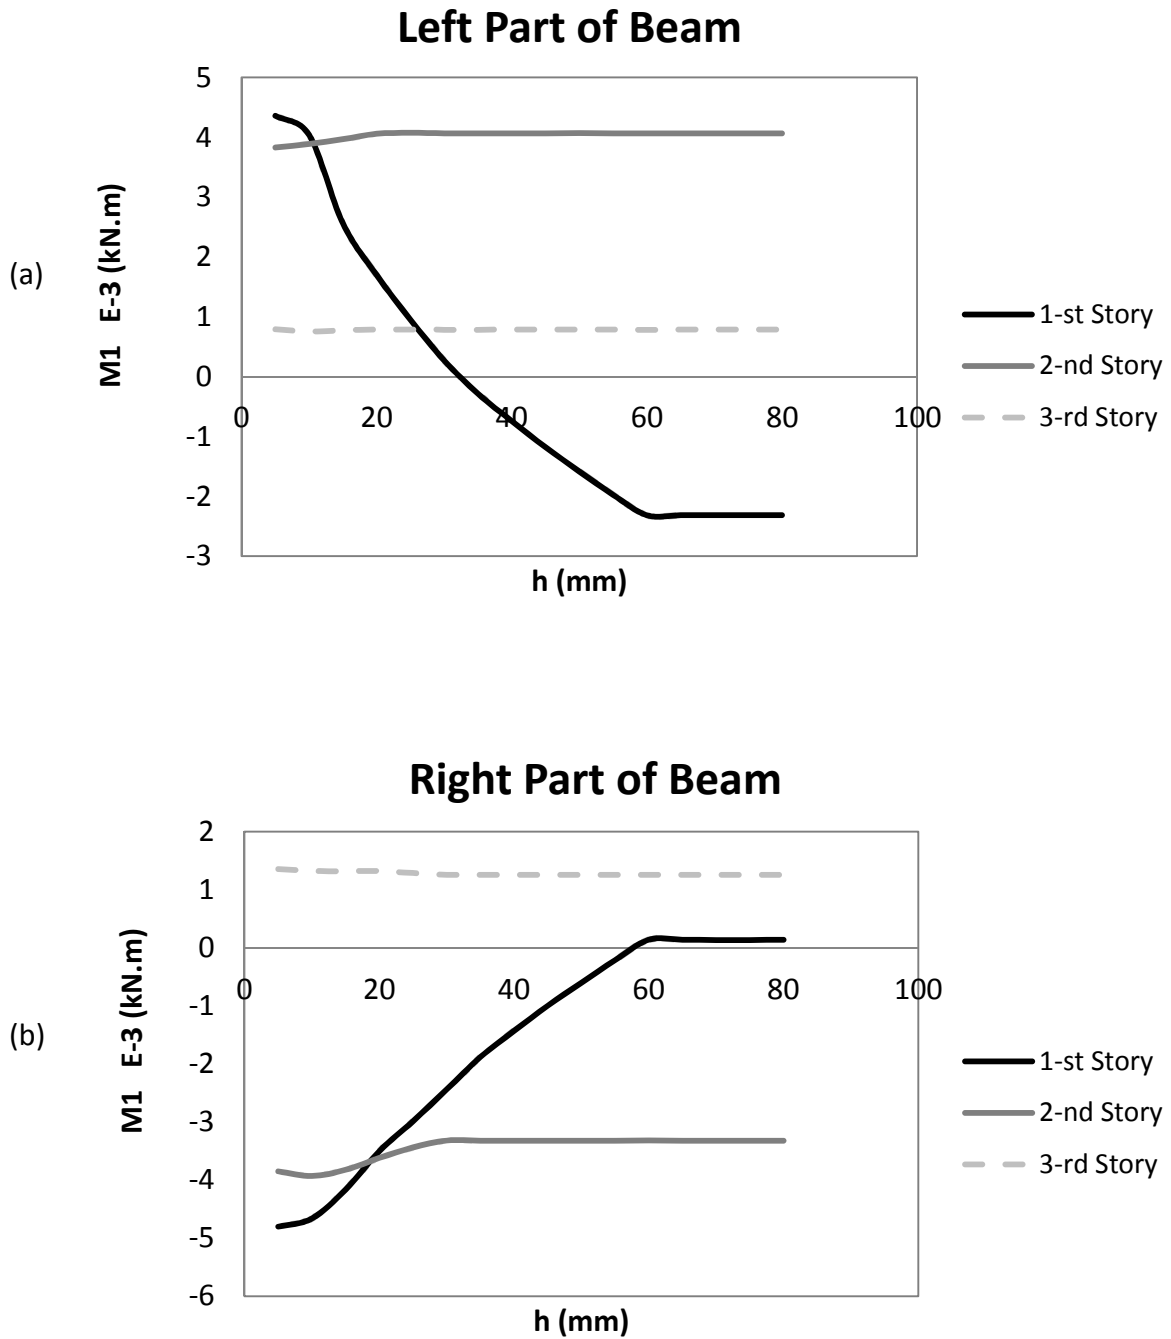 Left Part of Beam
5
4
3
2
1
0
-1
-2
-3
0 20 40 60 80 100
M1 E-3 (kN.m)
h (mm)
(a)
1-st Story
2-nd Story
3-rd Story
Right Part of Beam
2
1
0
-1
-2
-3
-4
-5
-6
0 20 40 60 80 100
M1 E-3 (kN.m)
h (mm)
(b)
1-st Story
2-nd Story
3-rd Story